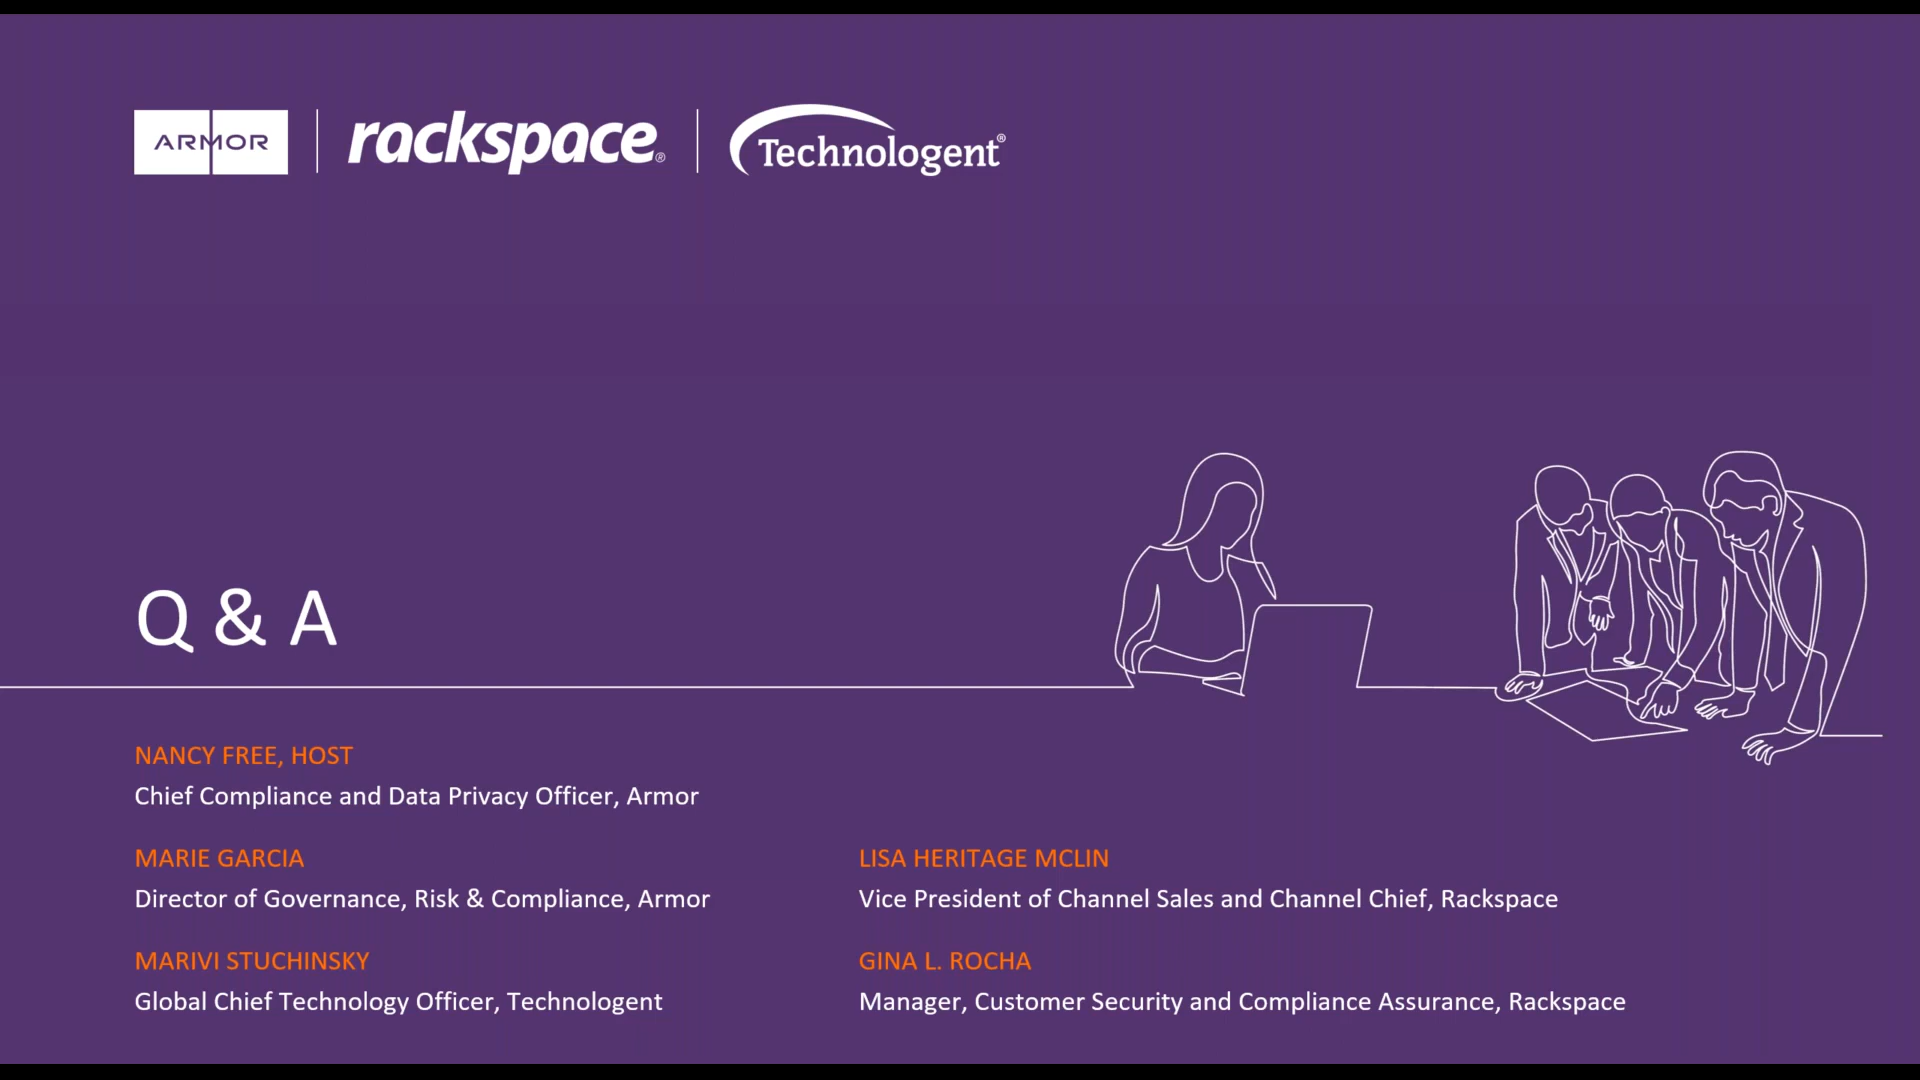 ARMOR
rackspace®
Technologent®
Q & A
NANCY FREE, HOST
Chief Compliance and Data Privacy Officer, Armor
MARIE GARCIA
Director of Governance, Risk & Compliance, Armor
MARIVI STUCHINSKY
Global Chief Technology Officer, Technologent
LISA HERITAGE MCLIN
Vice President of Channel Sales and Channel Chief, Rackspace
GINA L. ROCHA
Manager, Customer Security and Compliance Assurance, Rackspace